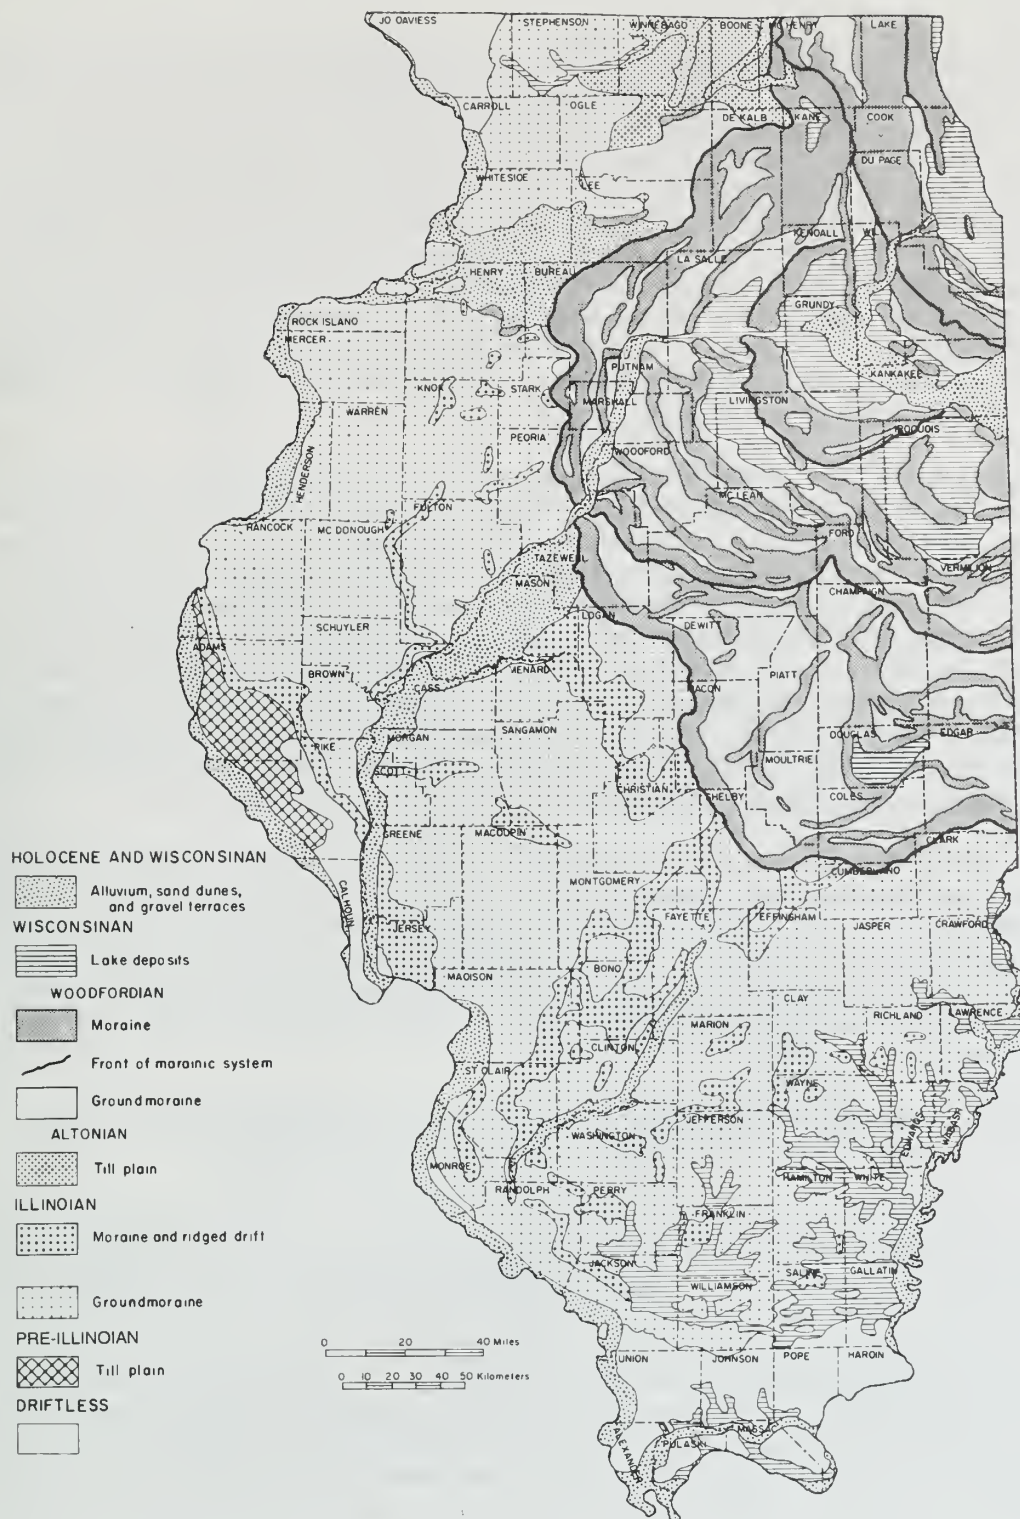 JO DAVIESS
STEPHENSON
WINNEBAGO
BOONE
MC HENRY
LAKE
CARROLL
OGLE
DE KALB
KANE
COOK
DU PAGE
WHITESIDE
LEE
KENDALL
WILL
LA SALLE
HENRY
BUREAU
GRUNDY
ROCK ISLAND
MERCER
PUTNAM
KANKAKEE
KNOX
STARK
MARSHALL
LIVINGSTON
WARREN
PEORIA
IROQUOIS
WOODFORD
HENDERSON
MC LEAN
FULTON
HANCOCK
MC DONOUGH
FORD
TAZEWELL
VERMILION
MASON
CHAMPAIGN
LOGAN
SCHUYLER
DEWITT
ADAMS
BROWN
MENARD
PIATT
CASS
MACON
SANGAMON
MORGAN
DOUGLAS
EDGAR
PIKE
MOULTRIE
SCOTT
CHRISTIAN
SHELBY
COLES
GREENE
MACOUPIN
CLARK
CUMBERLAND
MONTGOMERY
CALHOUN
FAYETTE
EFFINGHAM
JASPER
CRAWFORD
JERSEY
BOND
MADISON
CLAY
RICHLAND
LAWRENCE
MARION
CLINTON
ST CLAIR
WAYNE
EDWARDS
WABASH
JEFFERSON
WASHINGTON
MONROE
HAMILTON
WHITE
RANDOLPH
PERRY
FRANKLIN
JACKSON
SALINE
GALLATIN
WILLIAMSON
UNION
JOHNSON
POPE
HARDIN
ALEXANDER
PULASKI
MASSAC
HOLOCENE AND WISCONSINAN
Alluvium, sand dunes,
and gravel terraces
WISCONSINAN
Lake deposits
WOODFORDIAN
Moraine
Front of morainic system
Groundmoraine
ALTONIAN
Till plain
ILLINOIAN
Moraine and ridged drift
Groundmoraine
PRE-ILLINOIAN
Till plain
DRIFTLESS
0 20 40 Miles
0 10 20 30 40 50 Kilometers